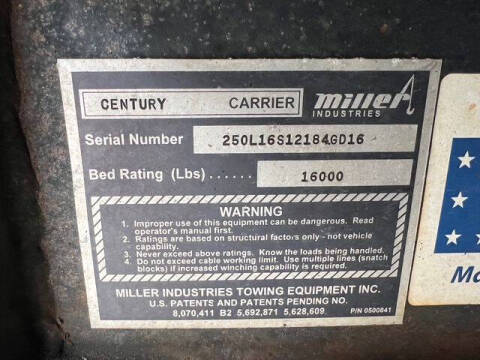 CENTURY CARRIER
miller
INDUSTRIES
Serial Number 250L16S12184GD16
Bed Rating (Lbs)...... 16000
WARNING
1. Improper use of this equipment can be dangerous. Read
operator's manual first.
2. Ratings are based on structural factors only - not vehicle
capability.
3. Never exceed above ratings. Know the loads being handled.
4. Do not exceed cable working limit. Use multiple lines (snatch
blocks) if increased winching capability is required.
MILLER INDUSTRIES TOWING EQUIPMENT INC.
U.S. PATENTS AND PATENTS PENDING NO.
8,070,411 B2 5,692,871 5,628,609
P/N 0500841
Ma